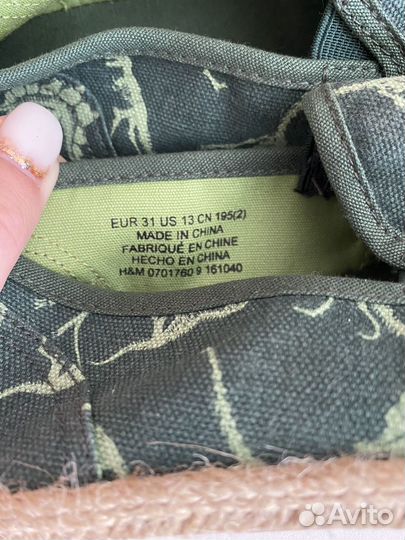 EUR 31 US 13 CN 195(2)
MADE IN CHINA
FABRIQUÉ EN CHINE
HECHO EN CHINA
H&M 0701760 9 161040
Avito